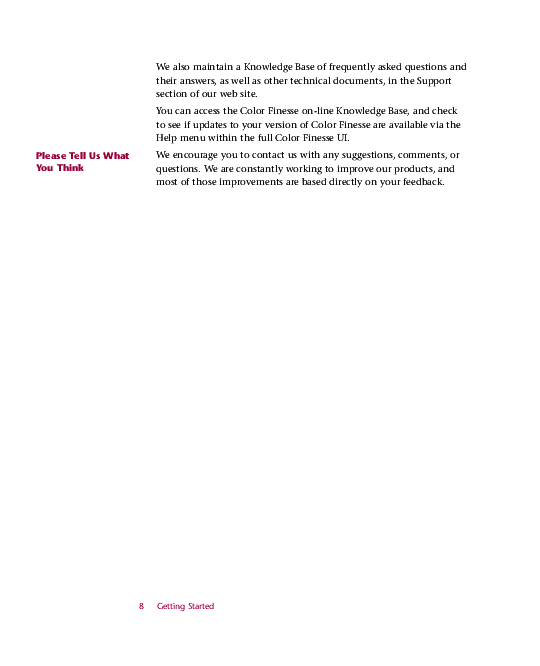 We also maintain a Knowledge Base of frequently asked questions and
their answers, as well as other technical documents, in the Support
section of our web site.
You can access the Color Finesse on-line Knowledge Base, and check
to see if updates to your version of Color Finesse are available via the
Help menu within the full Color Finesse UI.
Please Tell Us What
You Think
We encourage you to contact us with any suggestions, comments, or
questions. We are constantly working to improve our products, and
most of those improvements are based directly on your feedback.
8 Getting Started